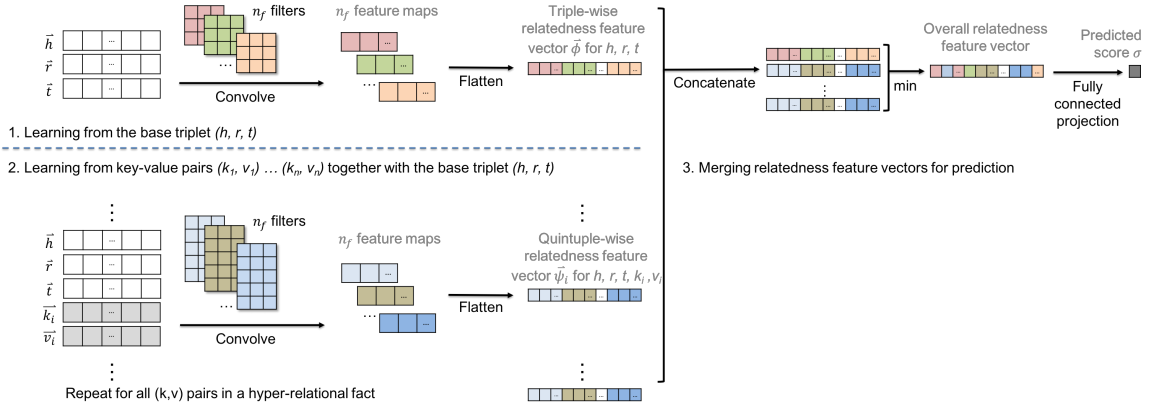 n_f filters
n_f feature maps
Triple-wise
relatedness feature
vector ϕ⃗ for h, r, t
h⃗
...
r⃗
...
t⃗
...
...
Convolve
...
Flatten
1. Learning from the base triplet (h, r, t)
2. Learning from key-value pairs (k₁, v₁) … (kₙ, vₙ) together with the base triplet (h, r, t)
⋮
n_f filters
n_f feature maps
⋮
Quintuple-wise
relatedness feature
vector ψ⃗ᵢ for h, r, t, kᵢ ,vᵢ
h⃗
...
r⃗
...
t⃗
...
k⃗ᵢ
...
v⃗ᵢ
...
...
Convolve
...
Flatten
⋮
⋮
Repeat for all (k,v) pairs in a hyper-relational fact
Concatenate
⋮
min
Overall relatedness
feature vector
Fully
connected
projection
Predicted
score σ
3. Merging relatedness feature vectors for prediction